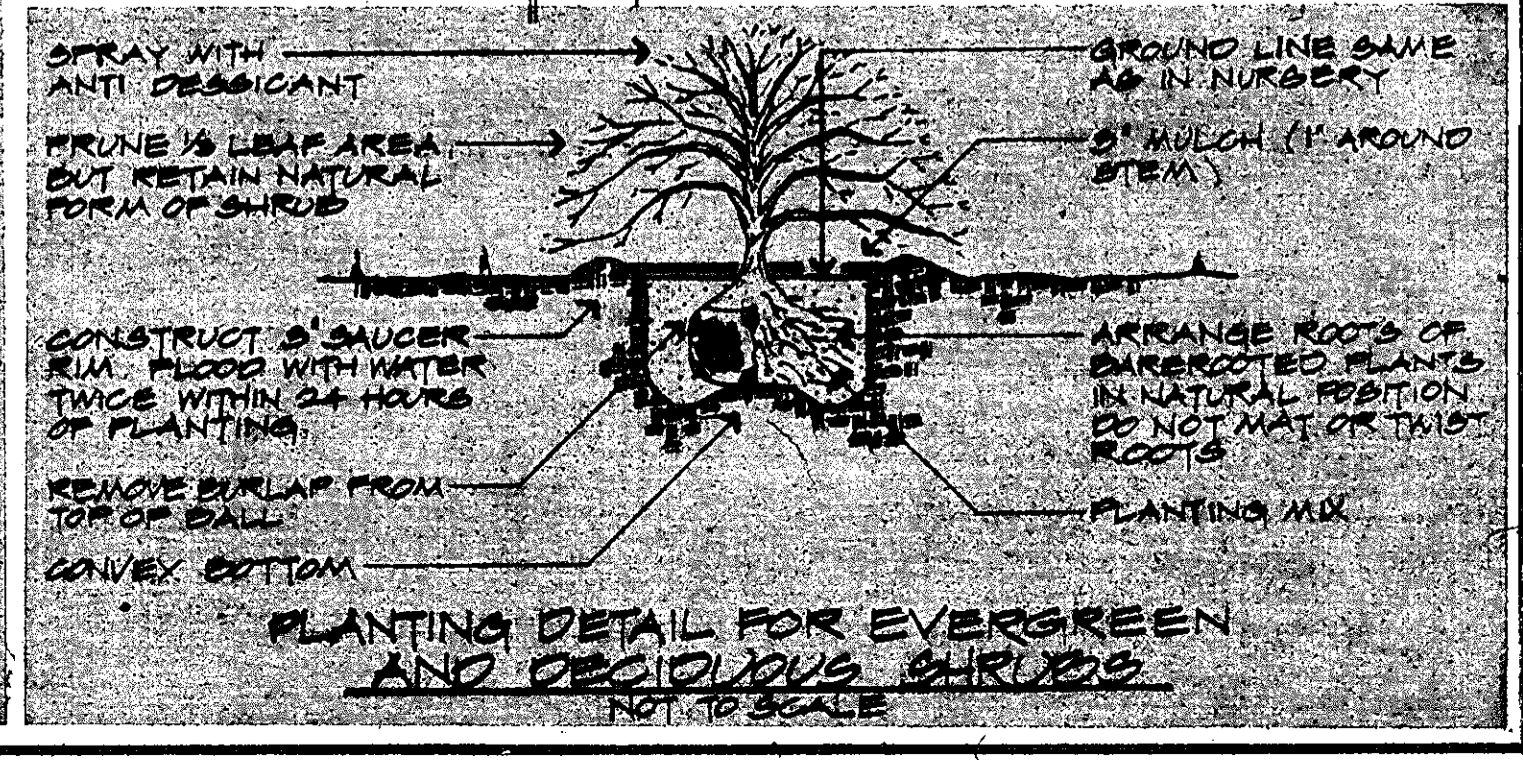 SPRAY WITH
ANTI DESSICANT
PRUNE 1/3 LEAF AREA,
BUT RETAIN NATURAL
FORM OF SHRUB
CONSTRUCT 3" SAUCER
RIM. FLOOD WITH WATER
TWICE WITHIN 24 HOURS
OF PLANTING.
REMOVE BURLAP FROM
TOP OF BALL
CONVEX BOTTOM
GROUND LINE SAME
AS IN NURSERY
3" MULCH (1" AROUND
STEM)
ARRANGE ROOTS OF
BAREROOTED PLANTS
IN NATURAL POSITION
DO NOT MAT OR TWIST
ROOTS
PLANTING MIX
PLANTING DETAIL FOR EVERGREEN
AND DECIDUOUS SHRUBS
NOT TO SCALE